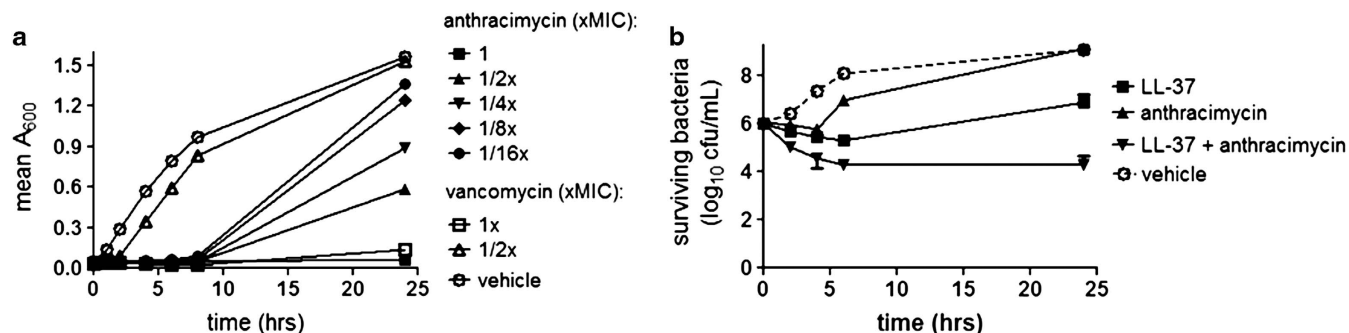 a
mean A600
1.5
1.2
0.9
0.6
0.3
0.0
0 5 10 15 20 25
time (hrs)
anthracimycin (xMIC):
1
1/2x
1/4x
1/8x
1/16x
vancomycin (xMIC):
1x
1/2x
vehicle
b
surviving bacteria
(log10 cfu/mL)
8
6
4
2
0
0 5 10 15 20 25
time (hrs)
LL-37
anthracimycin
LL-37 + anthracimycin
vehicle